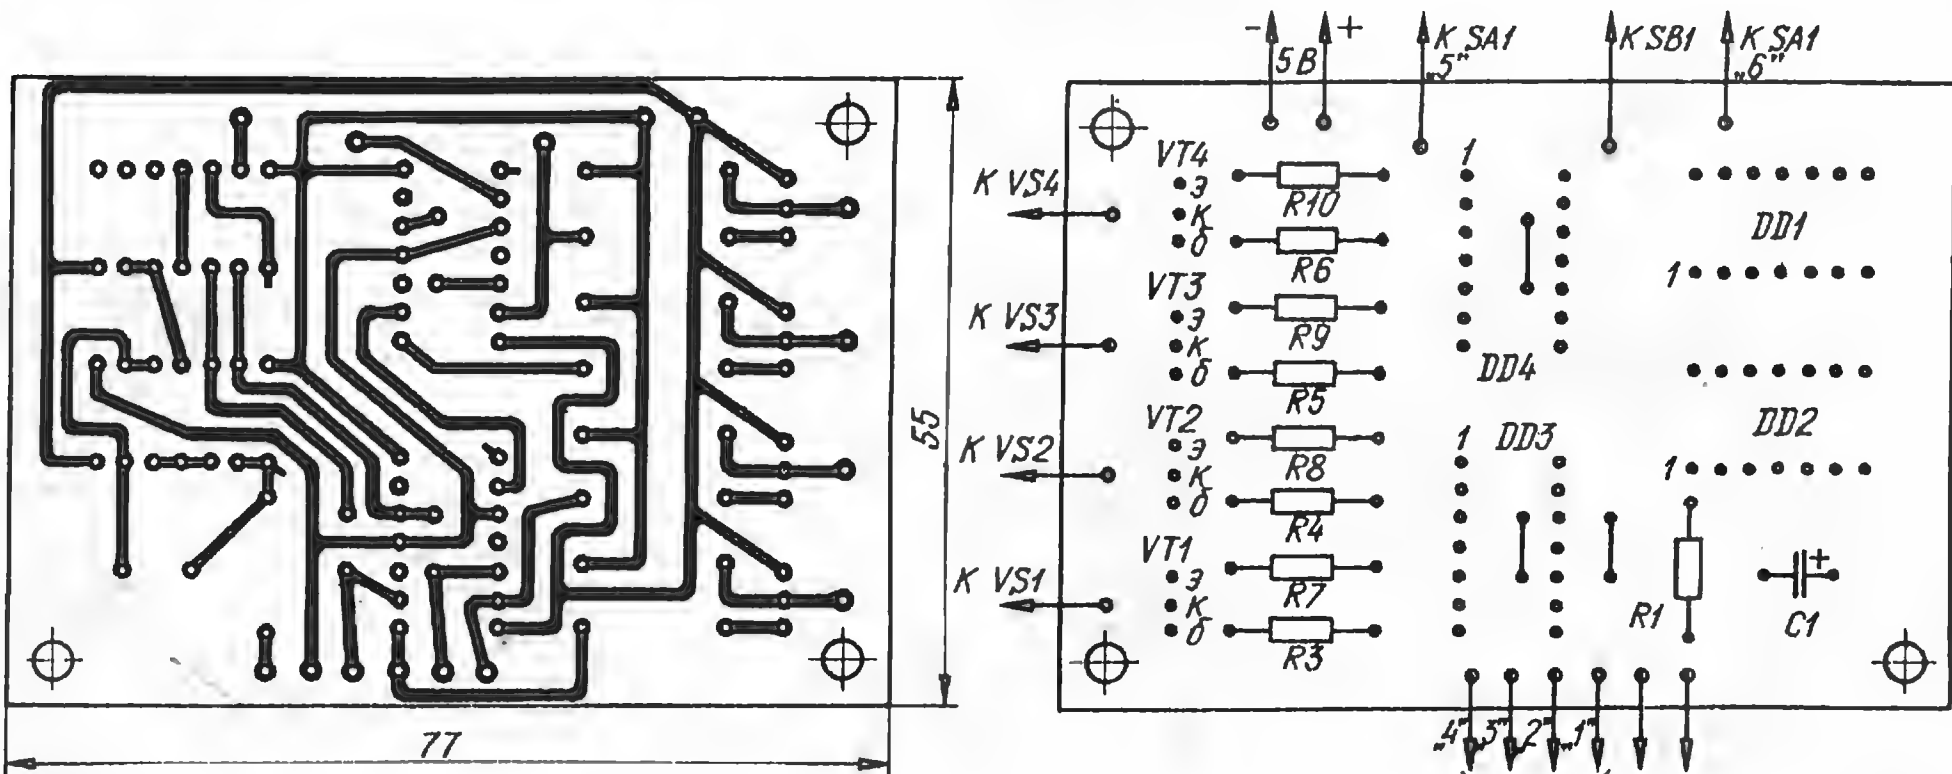 - 5В +
К SA1 „5”
К SB1
К SA1 „6”
55
77
К VS4
К VS3
К VS2
К VS1
VT4
Э
К
б
VT3
Э
К
б
VT2
Э
К
б
VT1
Э
К
б
R10
R6
R9
R5
R8
R4
R7
R3
1
DD4
1
DD3
DD1
1
DD2
1
R1
+
C1
„4” „3” „2” „1”